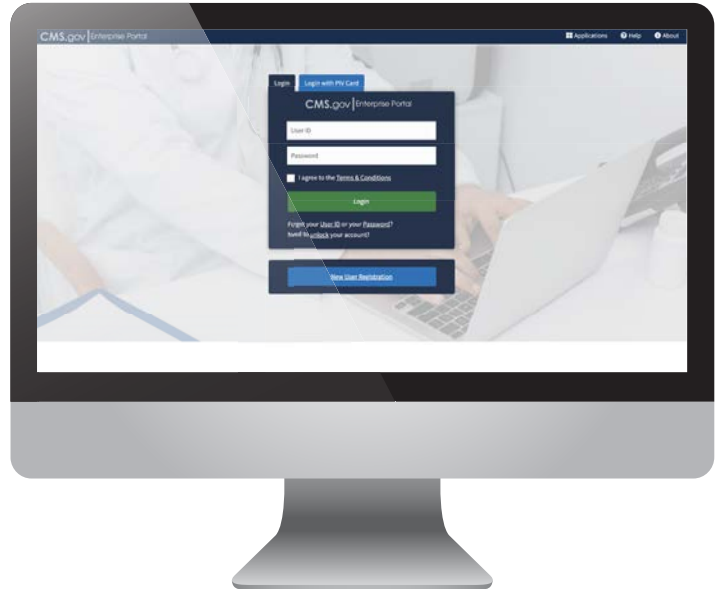 CMS.gov | Enterprise Portal
Applications Help About
Login Login with PIV Card
CMS.gov | Enterprise Portal
User ID
Password
I agree to the Terms & Conditions
Login
Forgot your User ID or your Password?
Need to unlock your account?
New User Registration